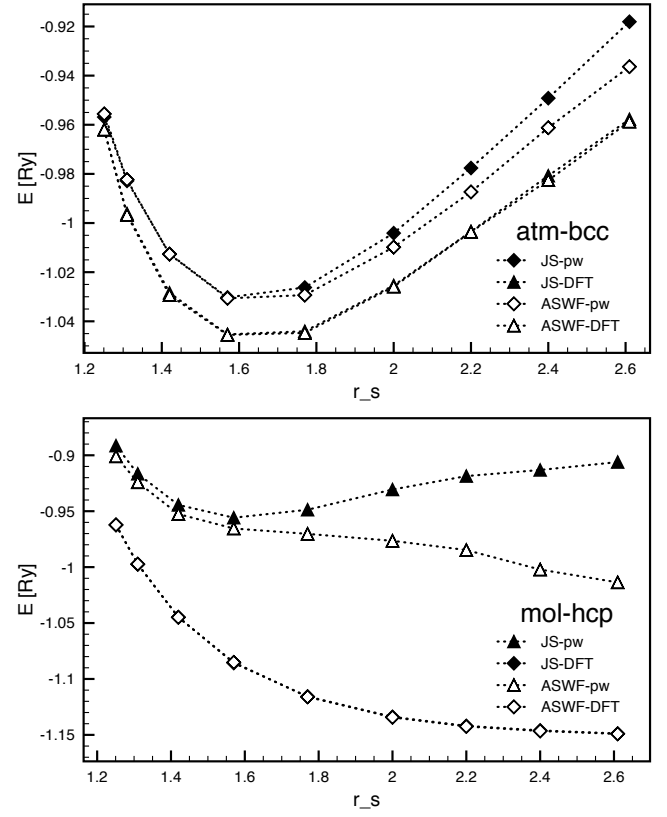 -0.92
-0.94
-0.96
-0.98
-1
-1.02
-1.04
E [Ry]
atm-bcc
JS-pw
JS-DFT
ASWF-pw
ASWF-DFT
1.2 1.4 1.6 1.8 2 2.2 2.4 2.6
r_s
-0.9
-0.95
-1
-1.05
-1.1
-1.15
E [Ry]
mol-hcp
JS-pw
JS-DFT
ASWF-pw
ASWF-DFT
1.2 1.4 1.6 1.8 2 2.2 2.4 2.6
r_s